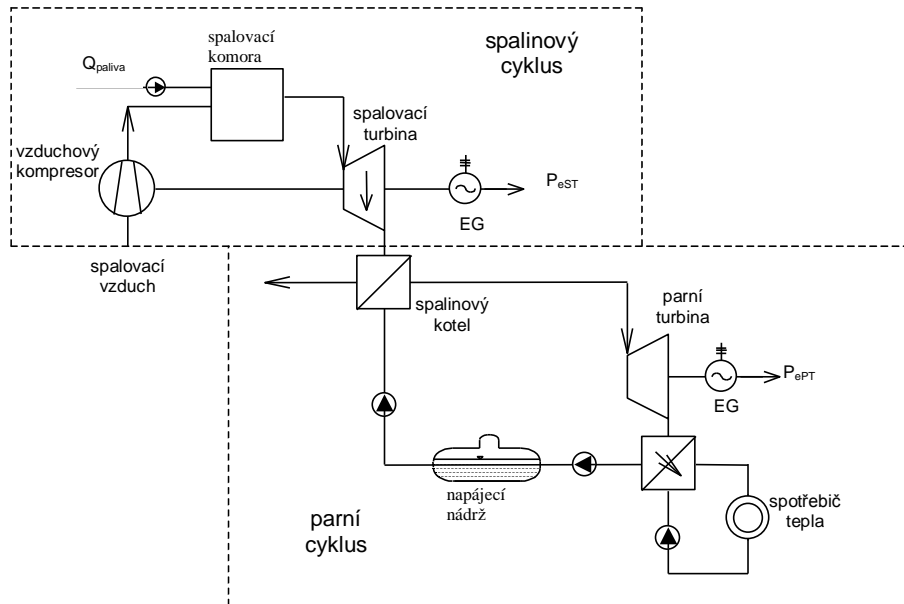 spalovací
komora
spalinový
cyklus
Qpaliva
spalovací
turbina
vzduchový
kompresor
PeST
EG
spalovací
vzduch
spalinový
kotel
parní
turbina
PePT
EG
napájecí
nádrž
spotřebič
tepla
parní
cyklus